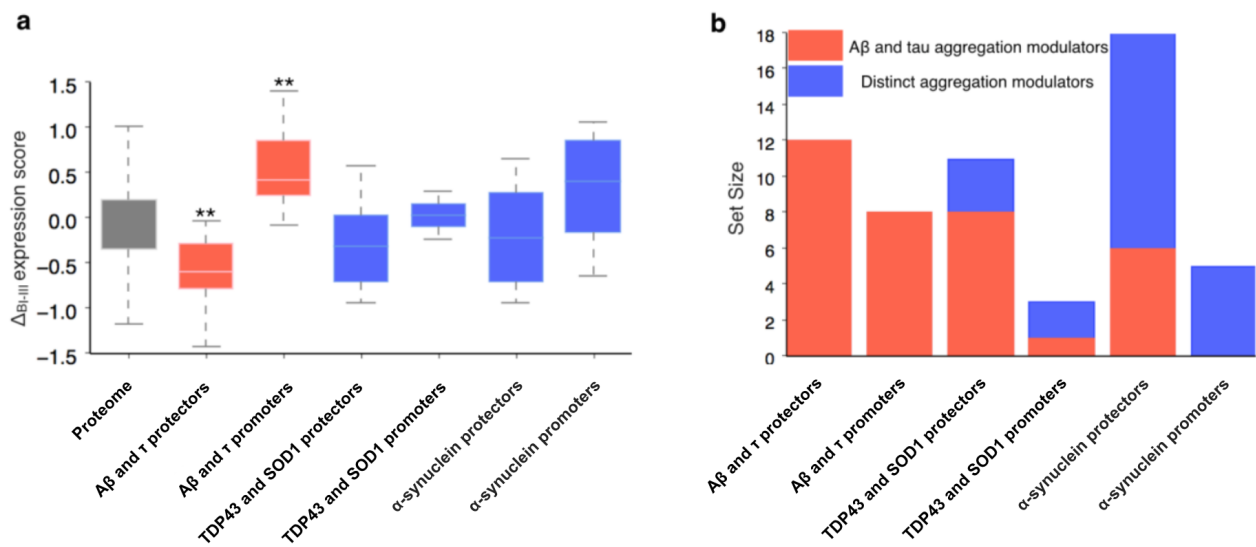 a
ΔBI-III expression score
1.5
1.0
0.5
0.0
−0.5
−1.0
−1.5
**
**
Proteome
Aβ and τ protectors
Aβ and τ promoters
TDP43 and SOD1 protectors
TDP43 and SOD1 promoters
α-synuclein protectors
α-synuclein promoters
b
Set Size
18
16
14
12
10
8
6
4
2
0
Aβ and tau aggregation modulators
Distinct aggregation modulators
Aβ and τ protectors
Aβ and τ promoters
TDP43 and SOD1 protectors
TDP43 and SOD1 promoters
α-synuclein protectors
α-synuclein promoters